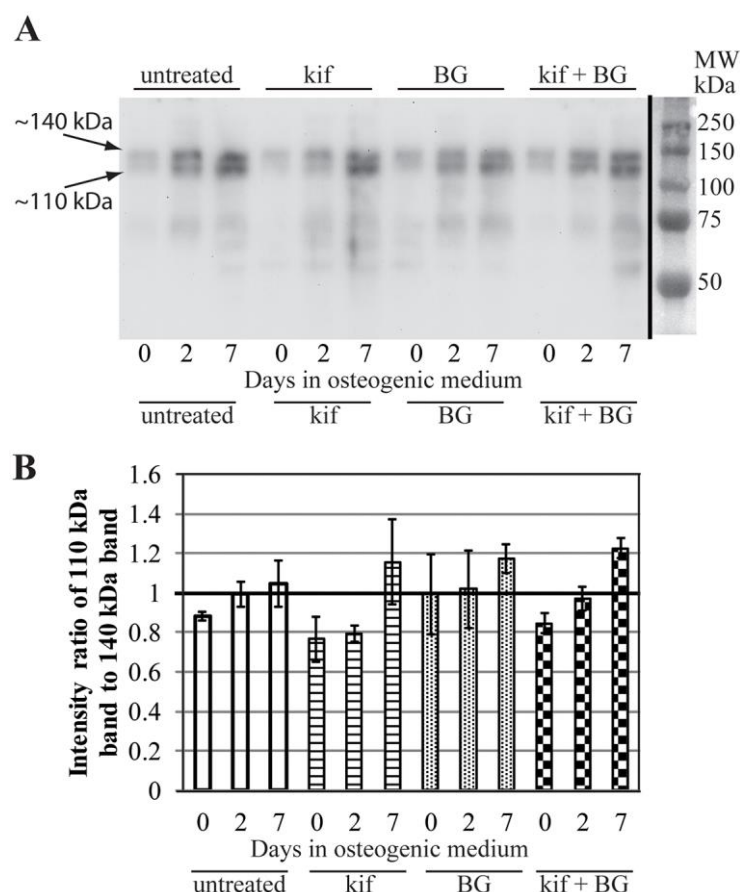 A
untreated kif BG kif + BG MW
kDa
~140 kDa
~110 kDa
250
150
100
75
50
0 2 7 0 2 7 0 2 7 0 2 7
Days in osteogenic medium
untreated kif BG kif + BG
B
Intensity ratio of 110 kDa
band to 140 kDa band
1.6
1.4
1.2
1
0.8
0.6
0.4
0.2
0
0 2 7 0 2 7 0 2 7 0 2 7
Days in osteogenic medium
untreated kif BG kif + BG